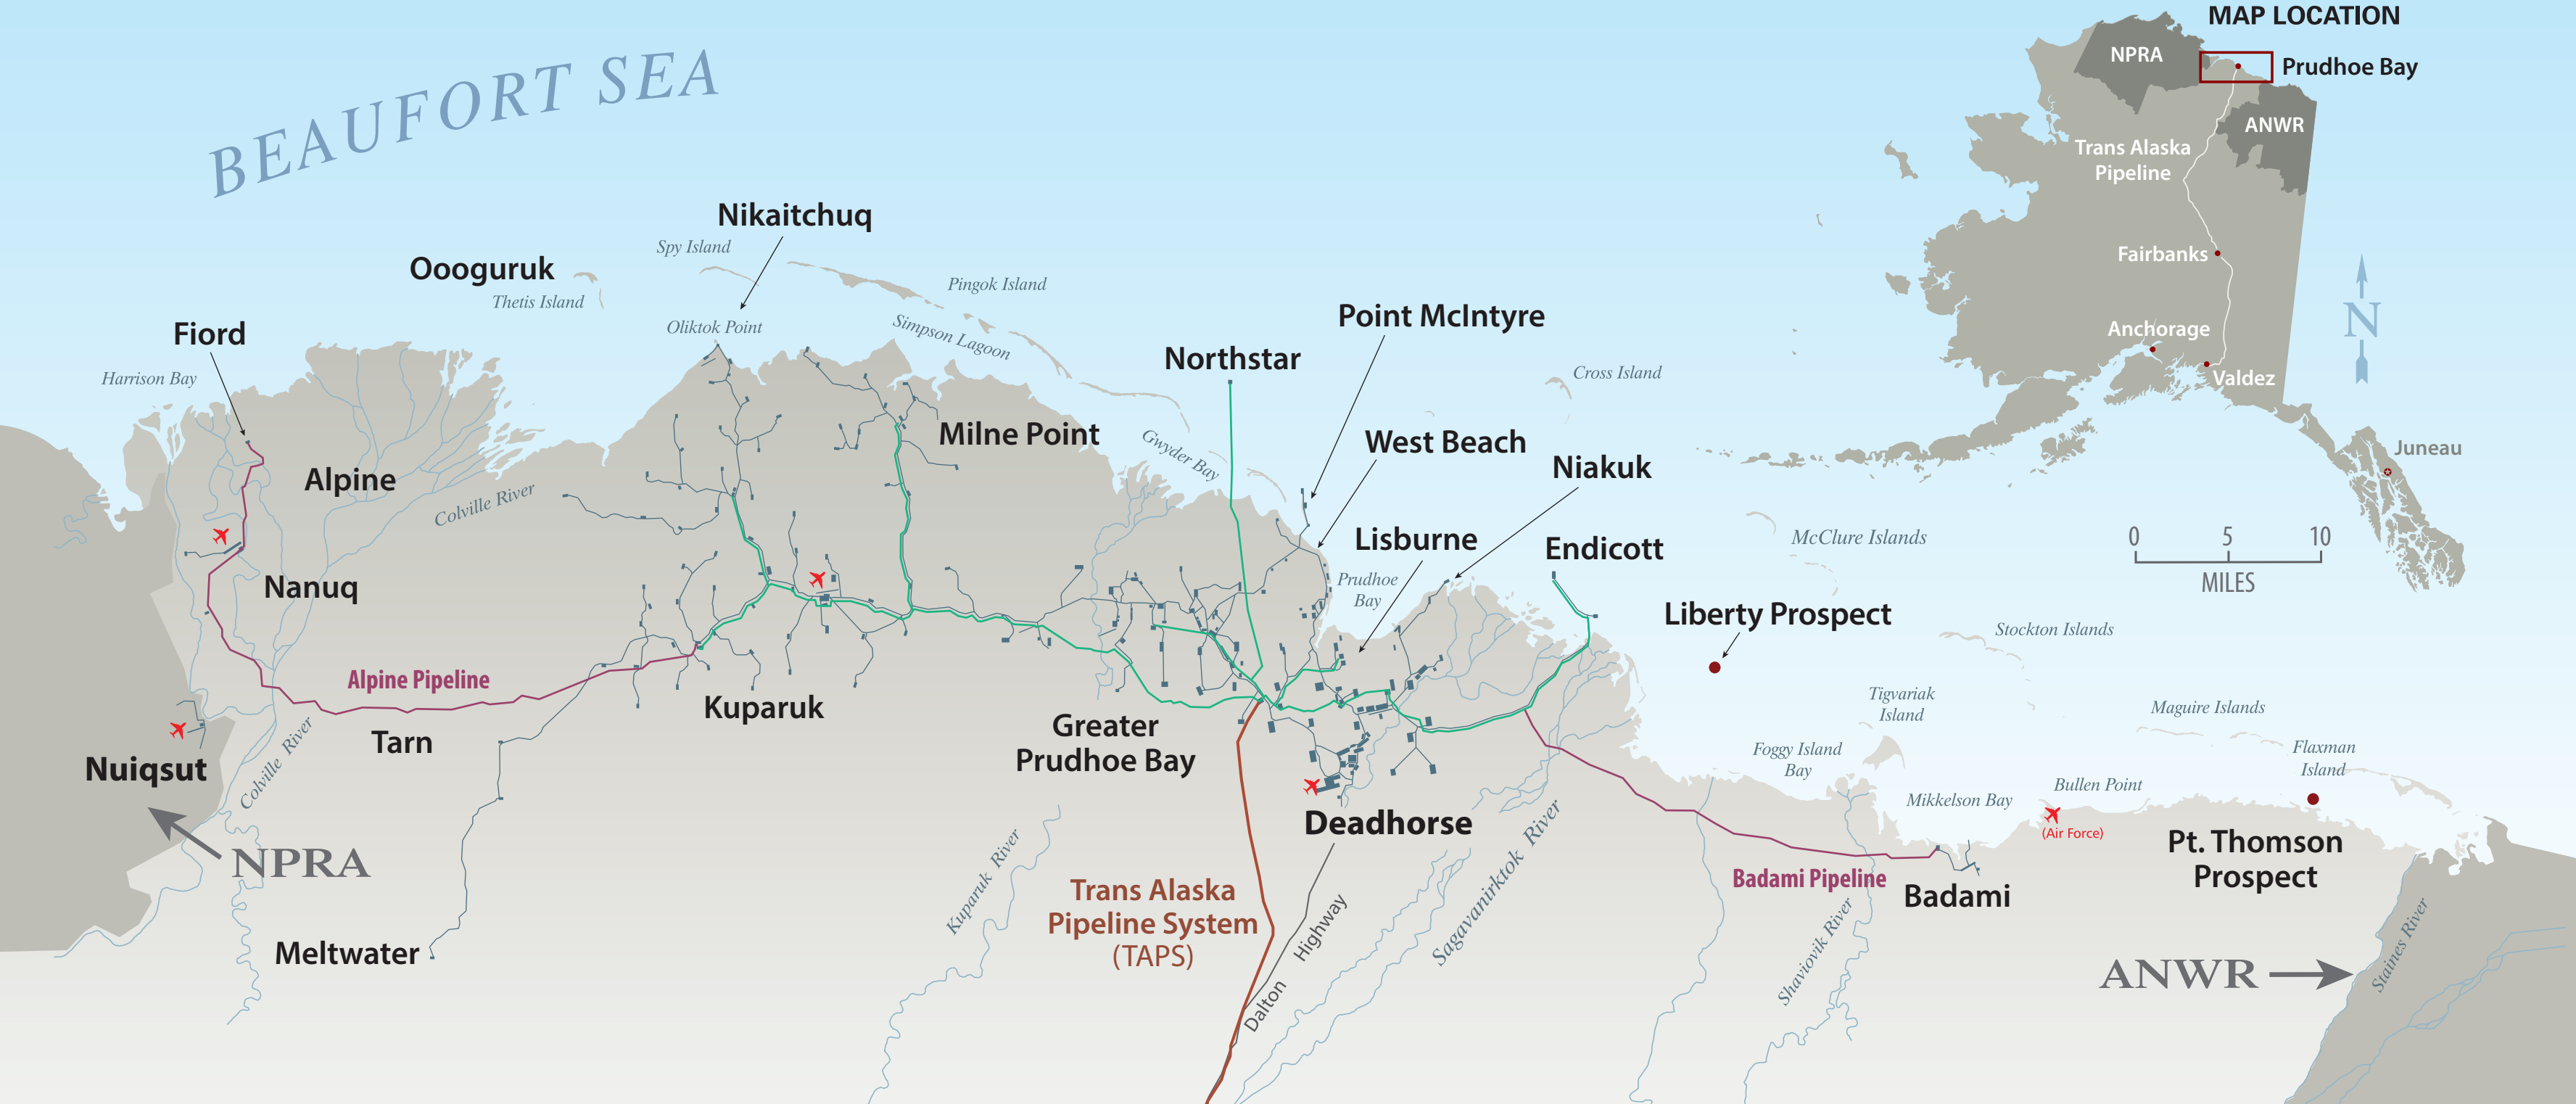 MAP LOCATION
NPRA
Prudhoe Bay
ANWR
Trans Alaska
Pipeline
Fairbanks
Anchorage
Valdez
Juneau
N
0 5 10
MILES
BEAUFORT SEA
Nikaitchuq
Spy Island
Oooguruk
Thetis Island
Pingok Island
Oliktok Point
Simpson Lagoon
Fiord
Harrison Bay
Point McIntyre
Northstar
Cross Island
Milne Point
West Beach
Gwyder Bay
Niakuk
Alpine
Colville River
Lisburne
Endicott
McClure Islands
Prudhoe
Bay
Nanuq
Liberty Prospect
Stockton Islands
Alpine Pipeline
Kuparuk
Tigvariak
Island
Maguire Islands
Tarn
Greater
Prudhoe Bay
Foggy Island
Bay
Flaxman
Island
Nuiqsut
Colville River
Bullen Point
Mikkelson Bay
(Air Force)
Deadhorse
Pt. Thomson
Prospect
NPRA
Kuparuk River
Trans Alaska
Pipeline System
(TAPS)
Sagavanirktok River
Badami Pipeline
Badami
Meltwater
Dalton Highway
Shaviovik River
ANWR
Staines River